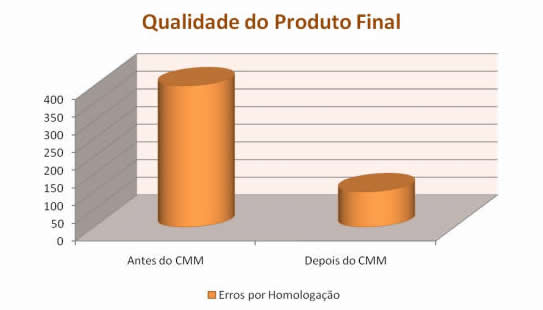 Qualidade do Produto Final
400
350
300
250
200
150
100
50
0
Antes do CMM
Depois do CMM
Erros por Homologação